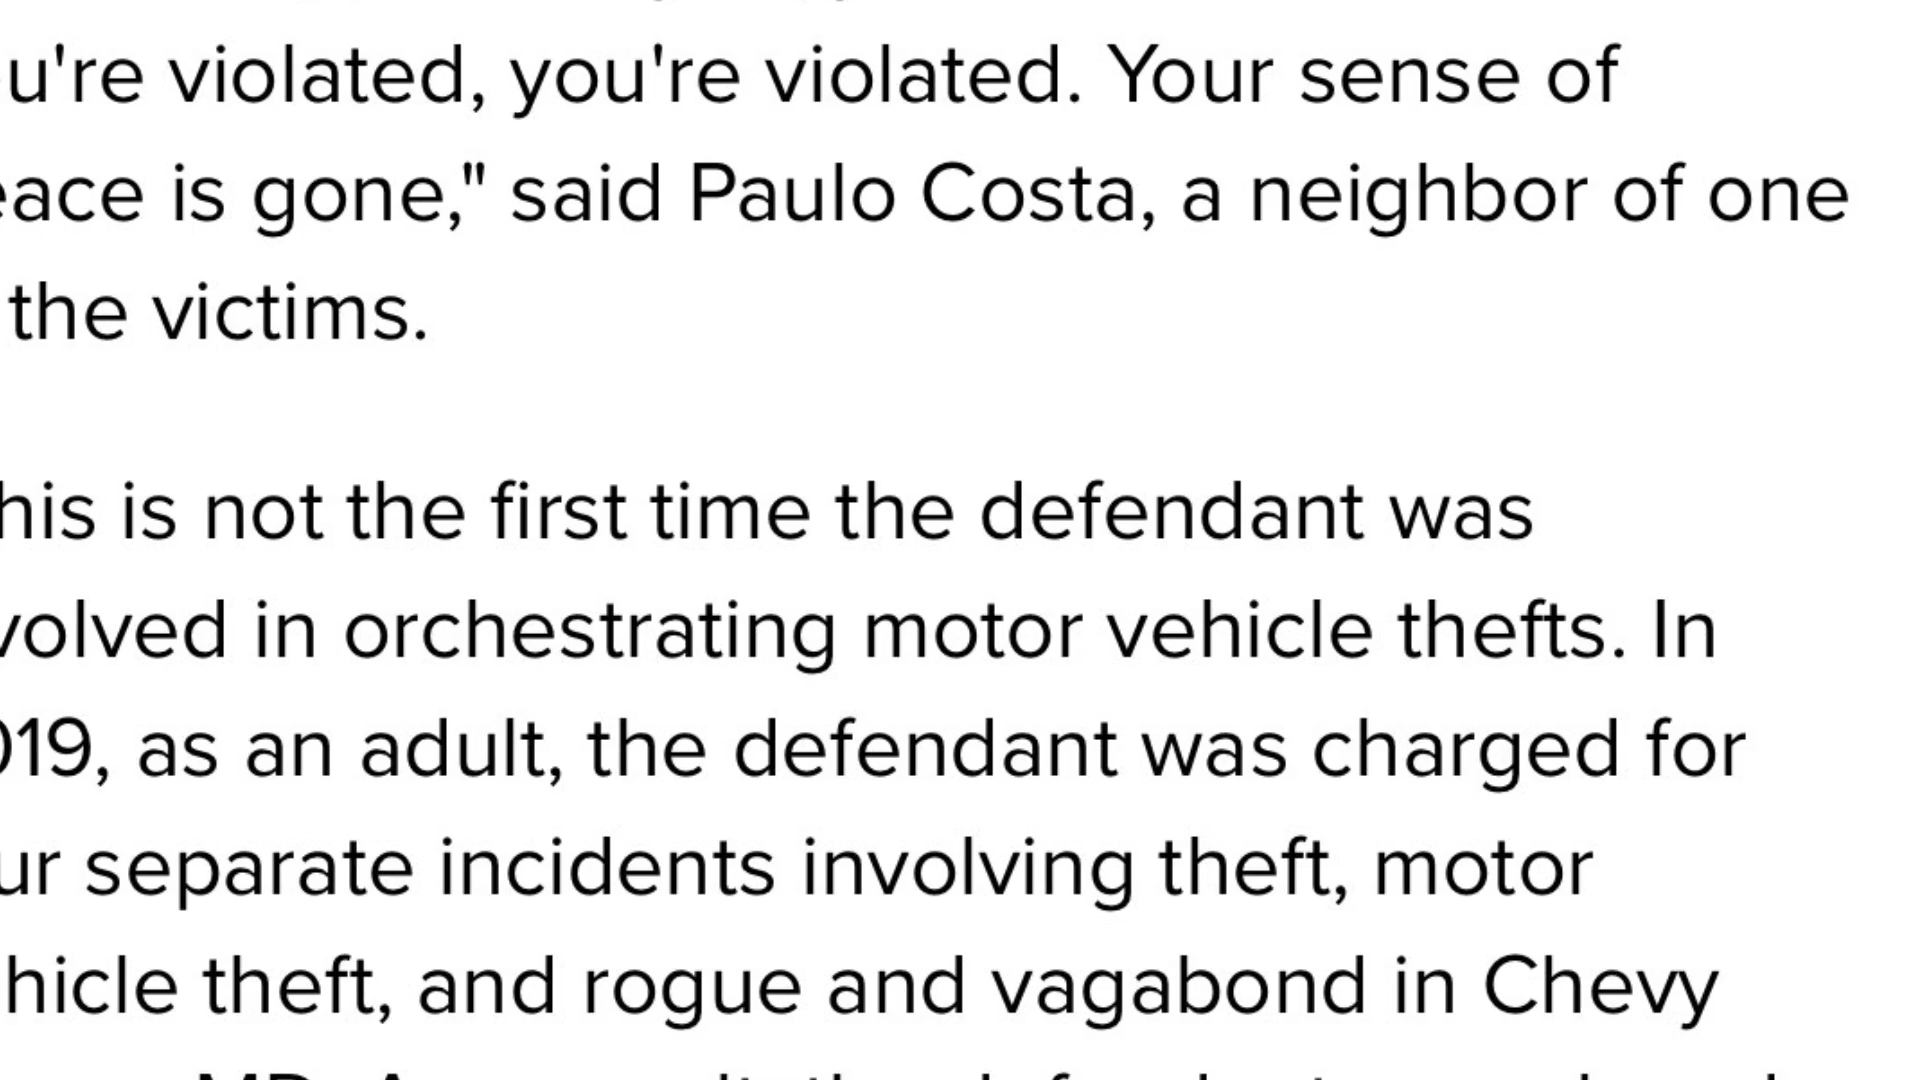 u're violated, you're violated. Your sense of
eace is gone," said Paulo Costa, a neighbor of one
the victims.
his is not the first time the defendant was
volved in orchestrating motor vehicle thefts. In
019, as an adult, the defendant was charged for
ur separate incidents involving theft, motor
hicle theft, and rogue and vagabond in Chevy